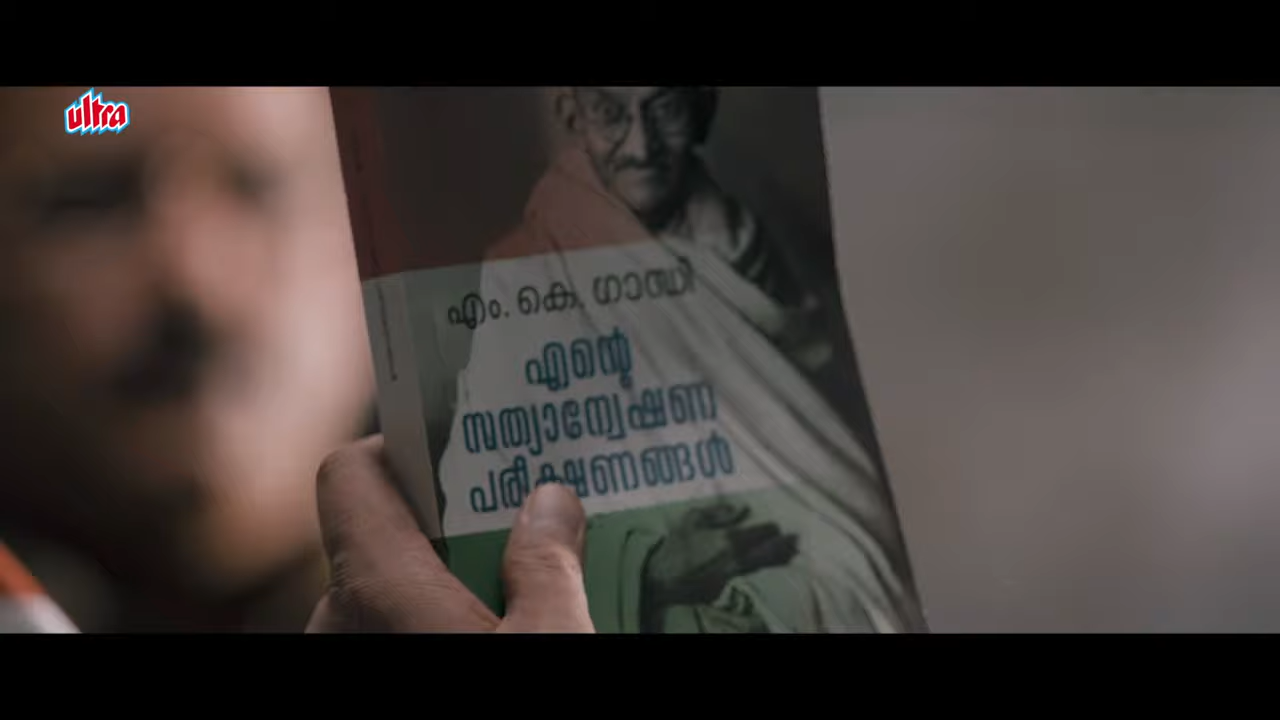 ultra
എം. കെ. ഗാന്ധി
എന്റെ
സത്യാന്വേഷണ
പരീക്ഷണങ്ങൾ